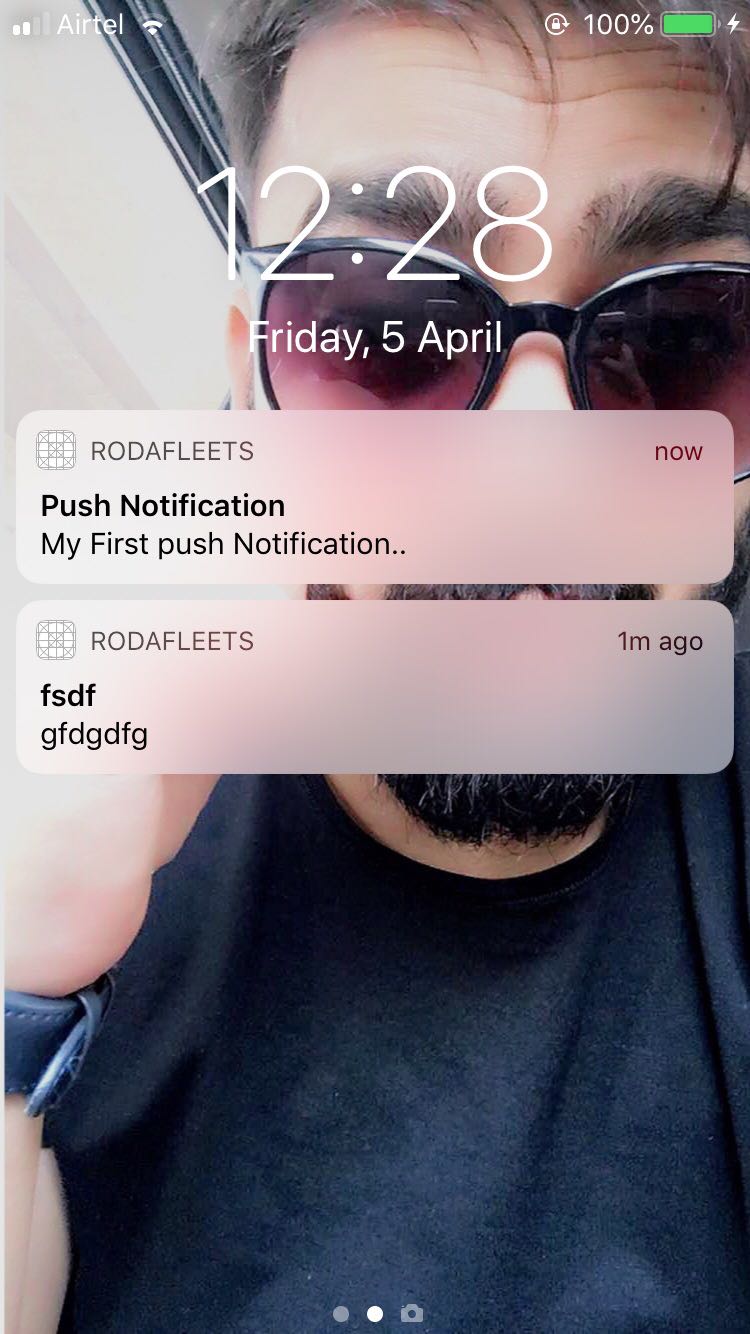 Airtel 100%
12:28
Friday, 5 April
RODAFLEETS now
Push Notification
My First push Notification..
RODAFLEETS 1m ago
fsdf
gfdgdfg